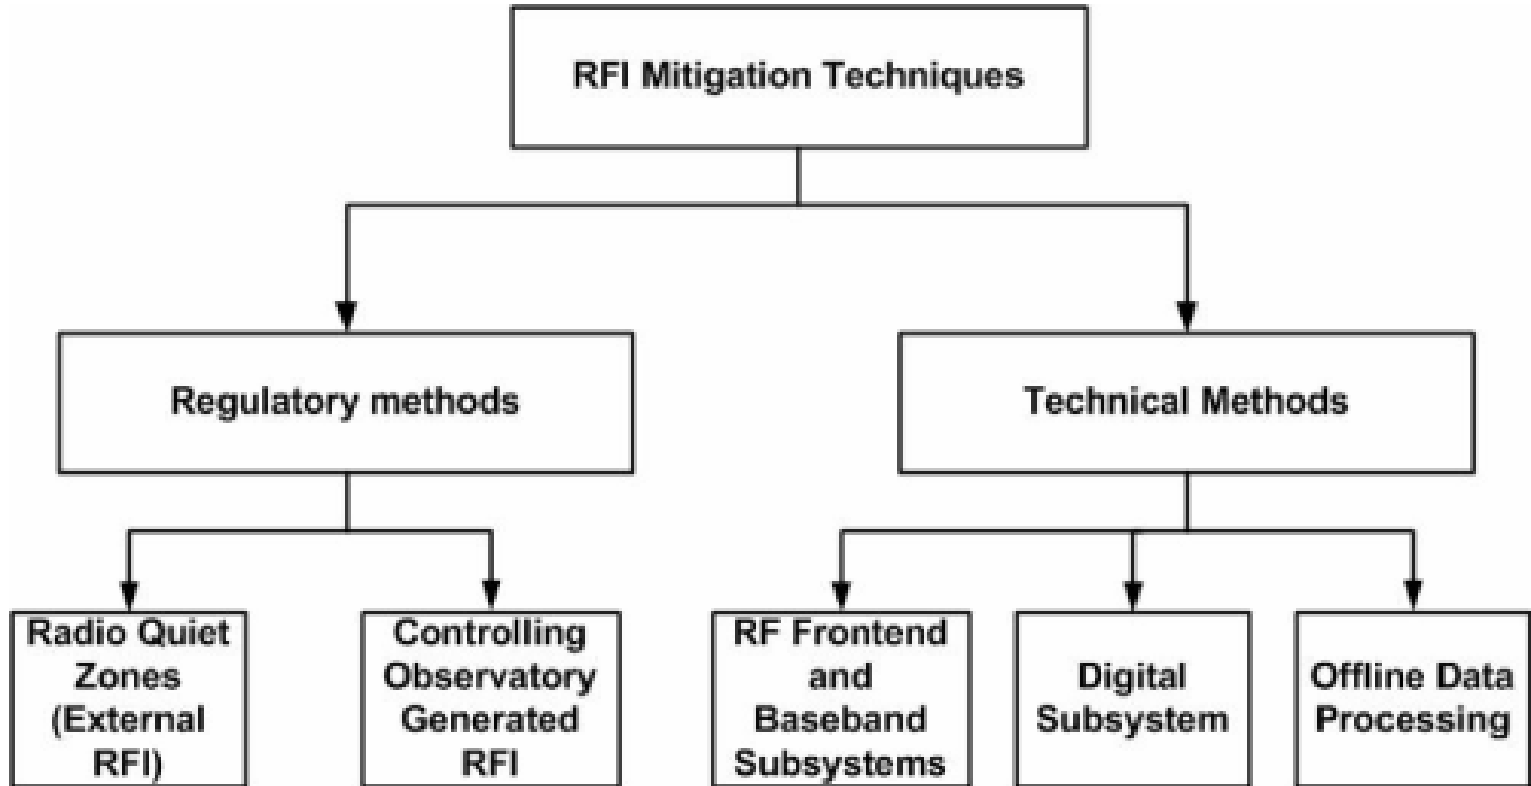 RFI Mitigation Techniques
Regulatory methods
Technical Methods
Radio Quiet
Zones
(External
RFI)
Controlling
Observatory
Generated
RFI
RF Frontend
and
Baseband
Subsystems
Digital
Subsystem
Offline Data
Processing